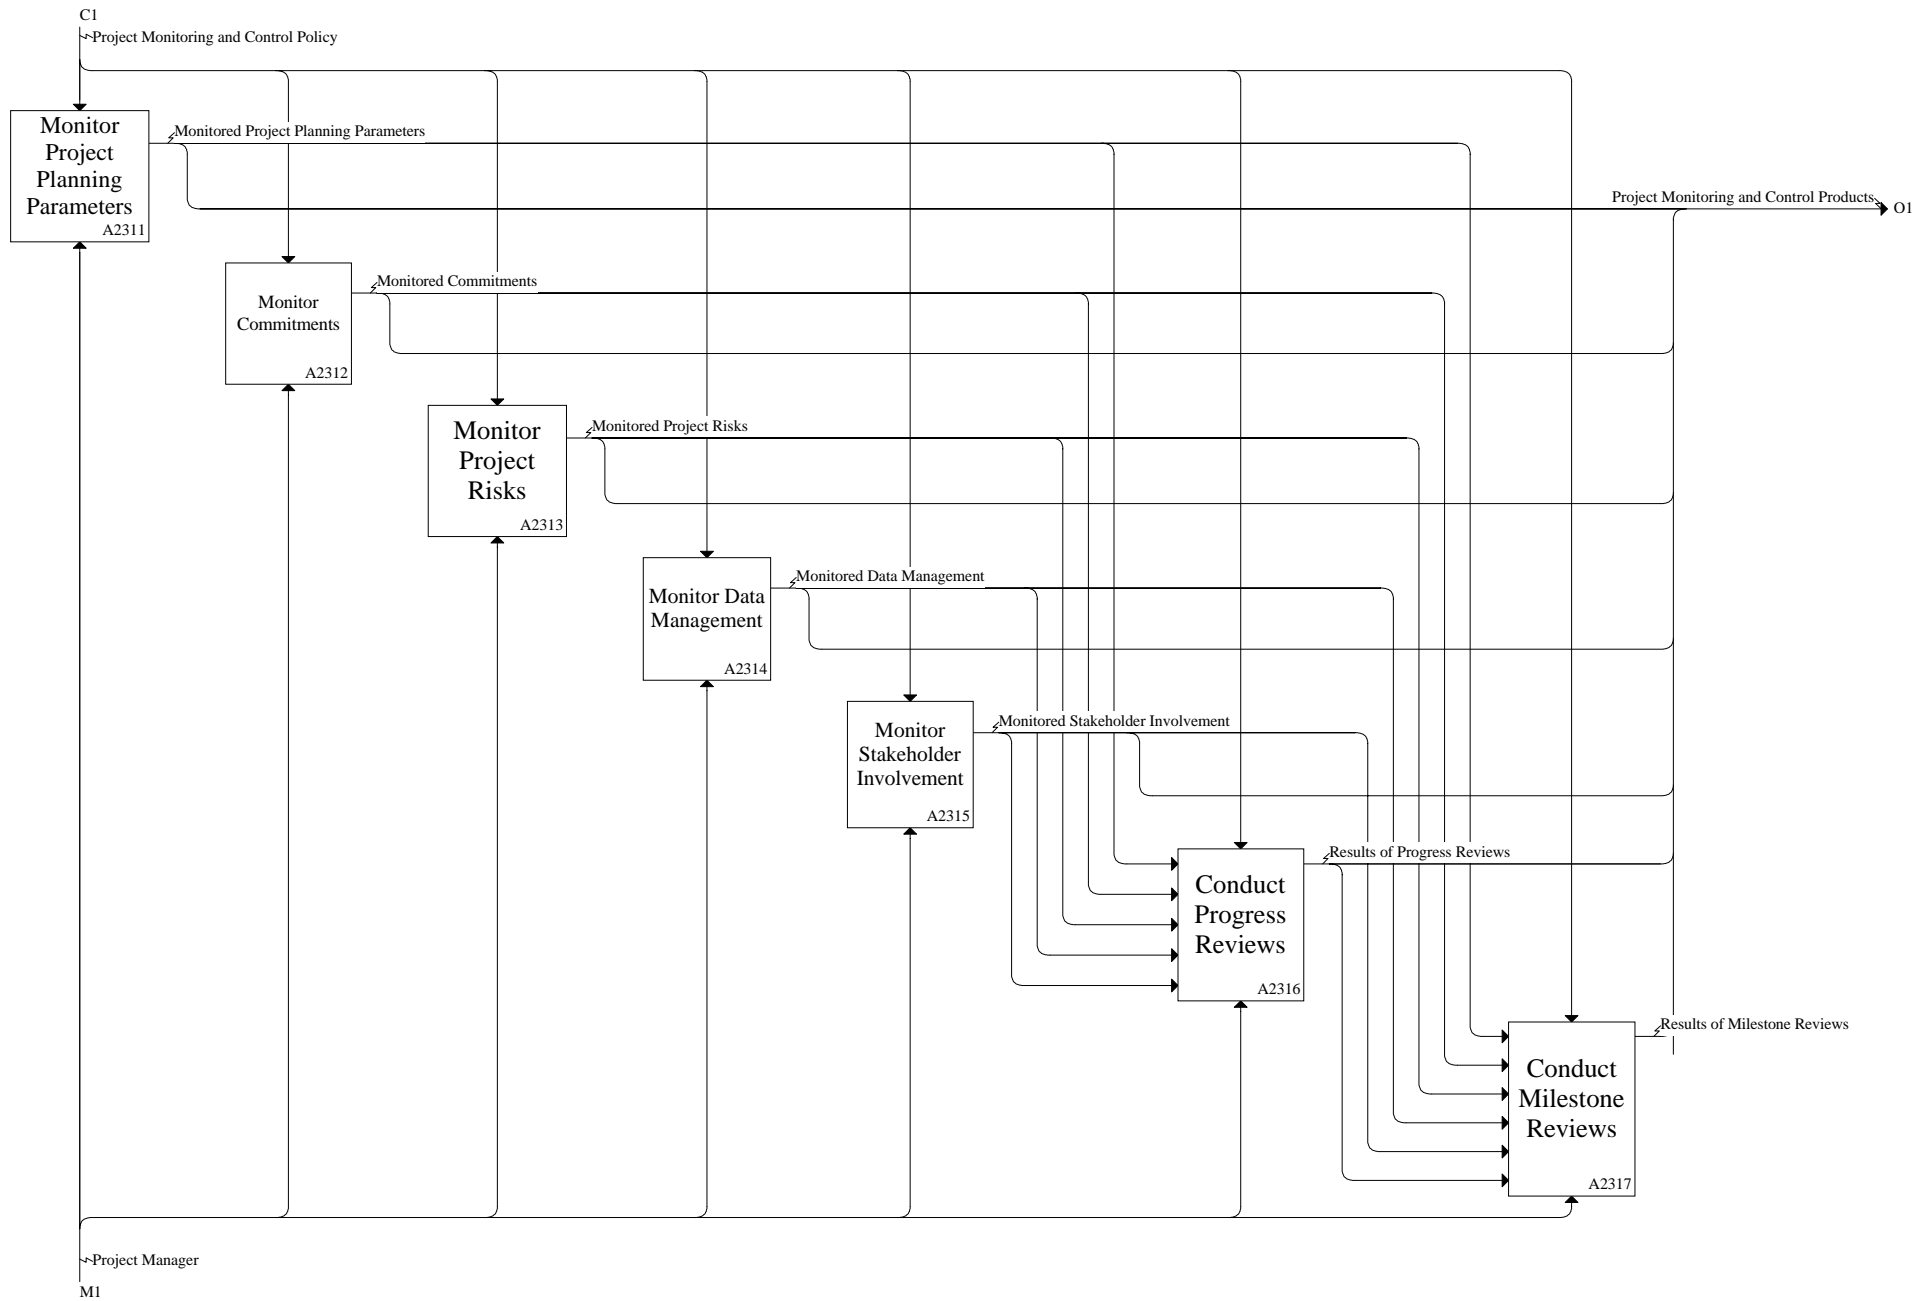 C1
Project Monitoring and Control Policy
Monitor
Project
Planning
Parameters
A2311
Monitored Project Planning Parameters
Project Monitoring and Control Products
O1
Monitor
Commitments
A2312
Monitored Commitments
Monitor
Project
Risks
A2313
Monitored Project Risks
Monitor Data
Management
A2314
Monitored Data Management
Monitor
Stakeholder
Involvement
A2315
Monitored Stakeholder Involvement
Conduct
Progress
Reviews
A2316
Results of Progress Reviews
Conduct
Milestone
Reviews
A2317
Results of Milestone Reviews
Project Manager
M1